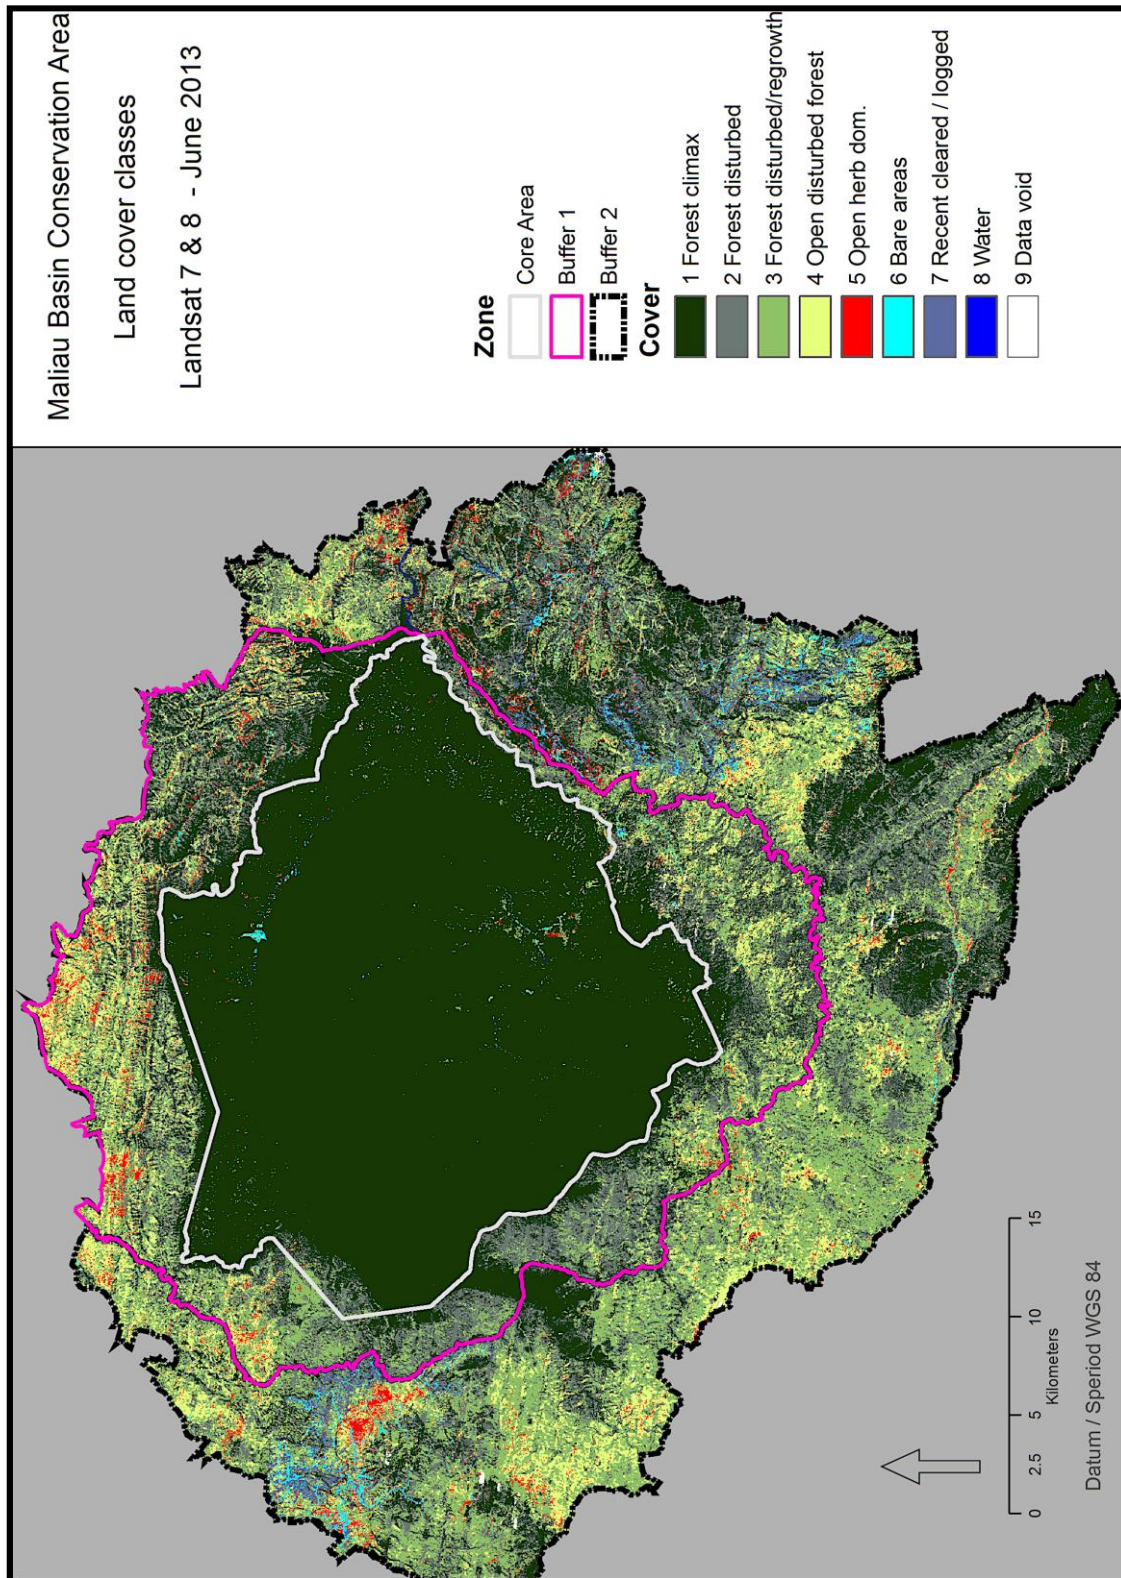 Maliau Basin Conservation Area
Land cover classes
Landsat 7 & 8 - June 2013
Zone
Core Area
Buffer 1
Buffer 2
Cover
1 Forest climax
2 Forest disturbed
3 Forest disturbed/regrowth
4 Open disturbed forest
5 Open herb dom.
6 Bare areas
7 Recent cleared / logged
8 Water
9 Data void
0 2.5 5 10 15
Kilometers
Datum / Speriod WGS 84